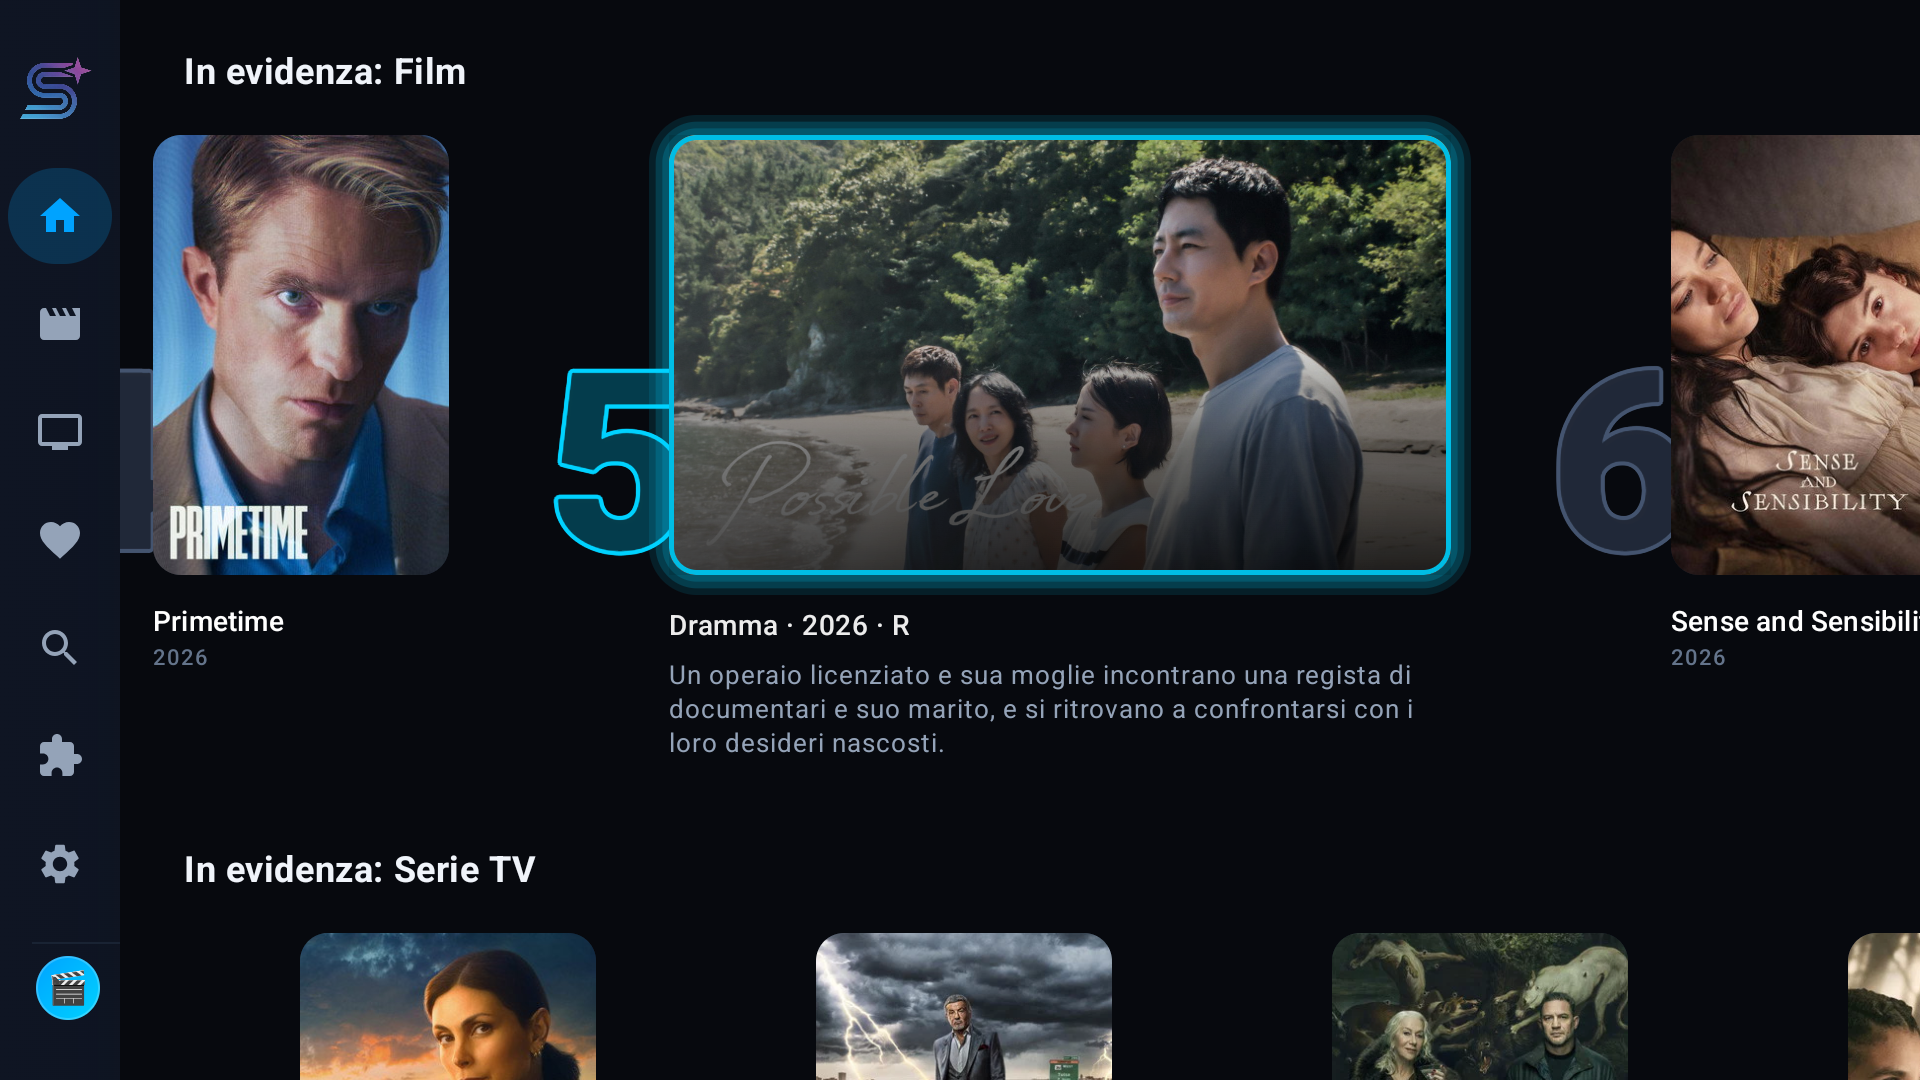 In evidenza: Film
PRIMETIME
5
Possible Love
6
SENSE
AND
SENSIBILITY
Primetime
2026
Dramma · 2026 · R
Un operaio licenziato e sua moglie incontrano una regista di
documentari e suo marito, e si ritrovano a confrontarsi con i
loro desideri nascosti.
Sense and Sensibili
2026
In evidenza: Serie TV